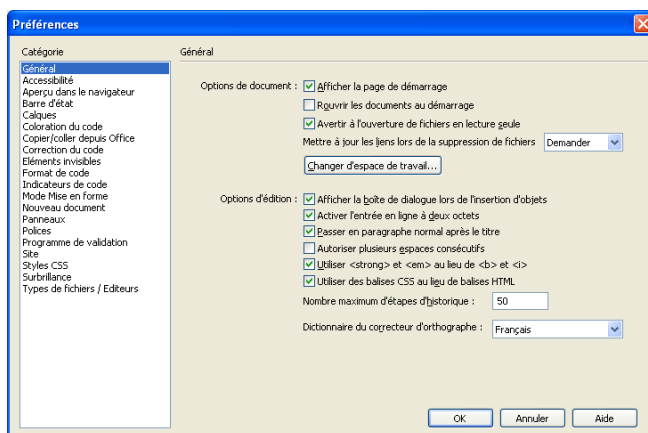 Préférences
Catégorie
Général
Accessibilité
Aperçu dans le navigateur
Barre d'état
Calques
Coloration du code
Copier/coller depuis Office
Correction du code
Eléments invisibles
Format de code
Indicateurs de code
Mode Mise en forme
Nouveau document
Panneaux
Polices
Programme de validation
Site
Styles CSS
Surbrillance
Types de fichiers / Editeurs
Général
Options de document : Afficher la page de démarrage
Rouvrir les documents au démarrage
Avertir à l'ouverture de fichiers en lecture seule
Mettre à jour les liens lors de la suppression de fichiers Demander
Changer d'espace de travail...
Options d'édition : Afficher la boîte de dialogue lors de l'insertion d'objets
Activer l'entrée en ligne à deux octets
Passer en paragraphe normal après le titre
Autoriser plusieurs espaces consécutifs
Utiliser <strong> et <em> au lieu de <b> et <i>
Utiliser des balises CSS au lieu de balises HTML
Nombre maximum d'étapes d'historique : 50
Dictionnaire du correcteur d'orthographe : Français
OK Annuler Aide